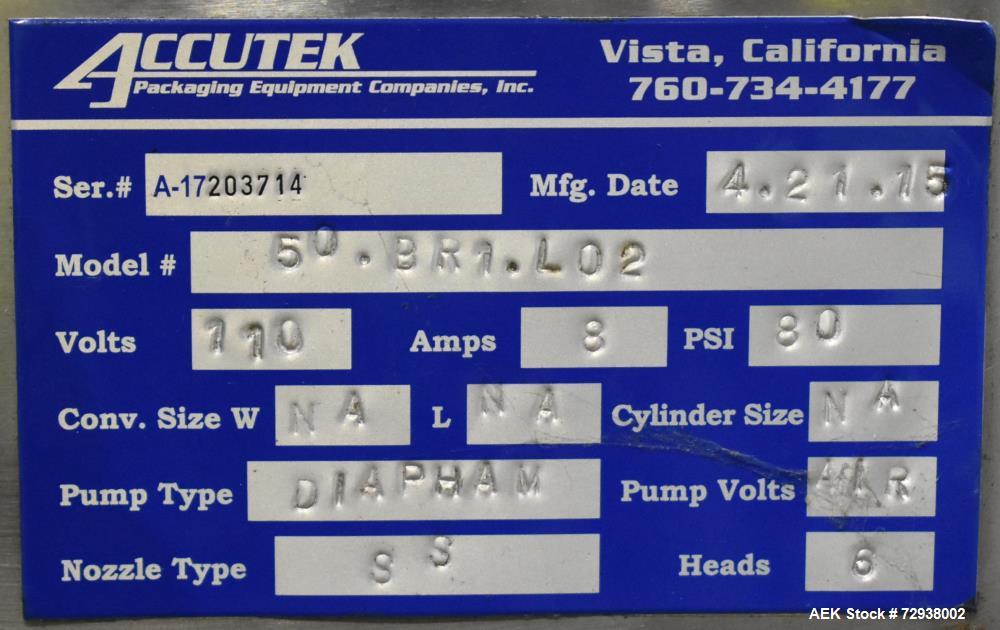 ACCUTEK Vista, California
Packaging Equipment Companies, Inc. 760-734-4177
Ser.# A-17203714 Mfg. Date 4.21.15
Model # 50.BR1.L02
Volts 110 Amps 8 PSI 80
Conv. Size W NA L NA Cylinder Size NA
Pump Type DIAPHAM Pump Volts AIR
Nozzle Type SS Heads 6
AEK Stock # 72938002